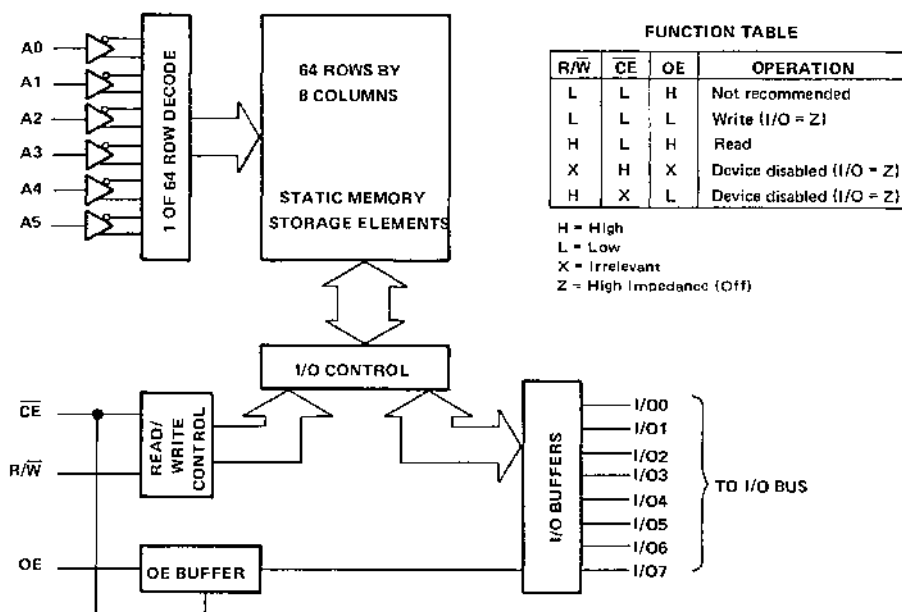 A0
A1
A2
A3
A4
A5
1 OF 64 ROW DECODE
64 ROWS BY
8 COLUMNS
STATIC MEMORY
STORAGE ELEMENTS
FUNCTION TABLE
R/W̅ C̅E̅ OE OPERATION
L L H Not recommended
L L L Write (I/O = Z)
H L H Read
X H X Device disabled (I/O = Z)
H X L Device disabled (I/O = Z)
H = High
L = Low
X = Irrelevant
Z = High Impedance (Off)
I/O CONTROL
C̅E̅
R/W̅
READ/
WRITE
CONTROL
OE
OE BUFFER
I/O BUFFERS
I/O0
I/O1
I/O2
I/O3
I/O4
I/O5
I/O6
I/O7
TO I/O BUS